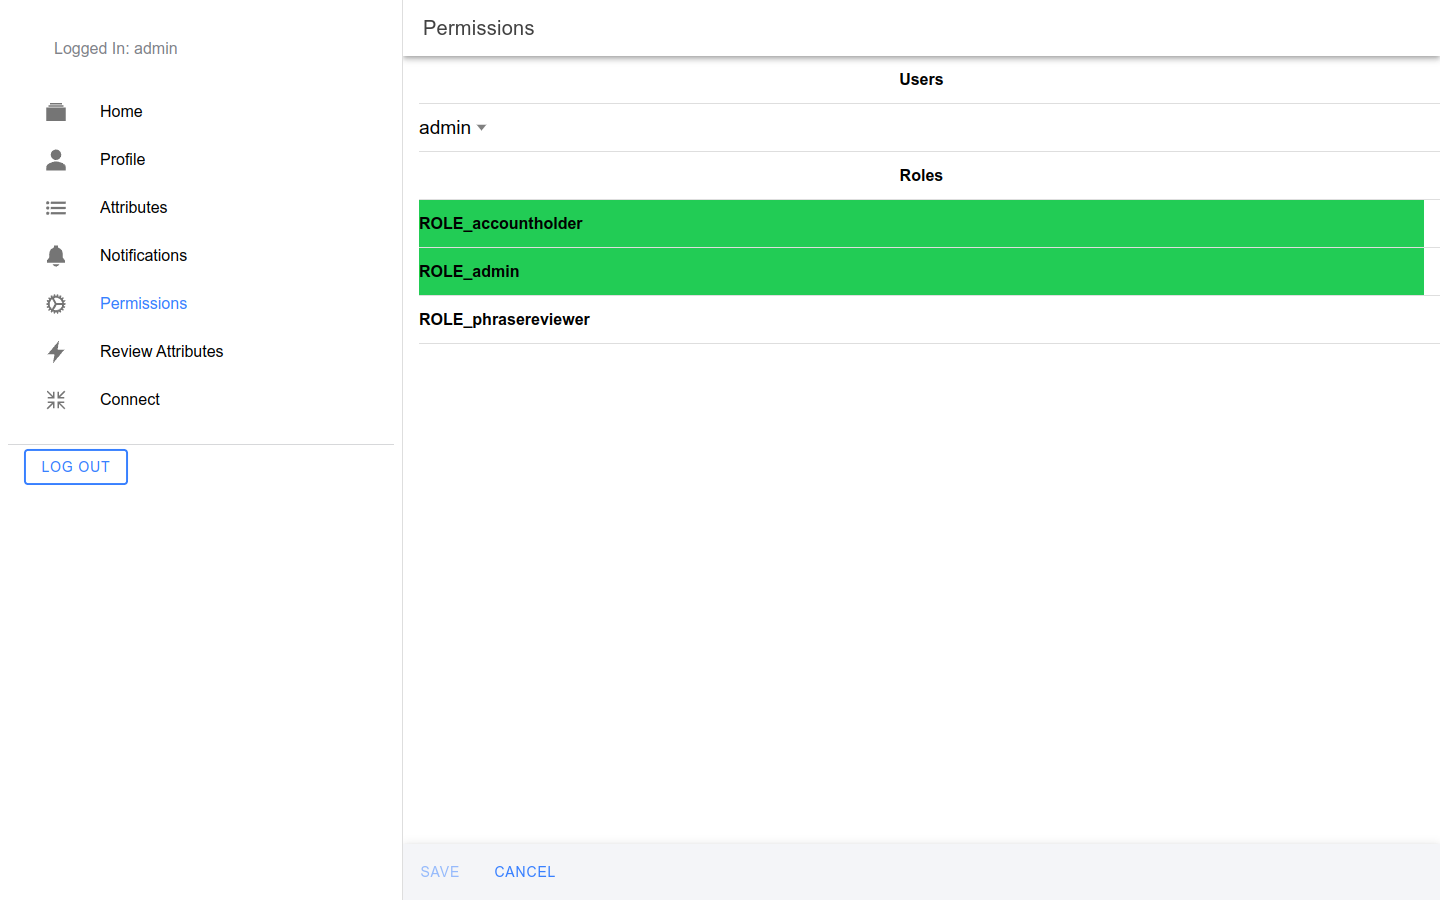 Logged In: admin
Home
Profile
Attributes
Notifications
Permissions
Review Attributes
Connect
LOG OUT
Permissions
Users
admin
Roles
ROLE_accountholder
ROLE_admin
ROLE_phrasereviewer
SAVE CANCEL